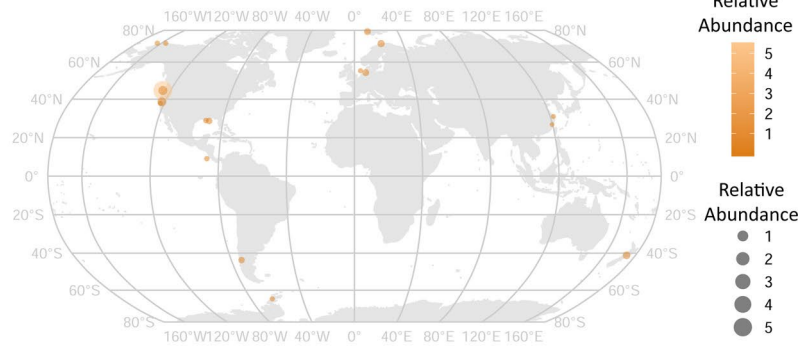 160°W120°W 80°W 40°W 0° 40°E 80°E 120°E 160°E
80°N 80°N
60°N 60°N
40°N 40°N
20°N 20°N
0° 0°
20°S 20°S
40°S 40°S
60°S 60°S
80°S 80°S
160°W120°W 80°W 40°W 0° 40°E 80°E 120°E 160°E
Relative
Abundance
5
4
3
2
1
Relative
Abundance
1
2
3
4
5